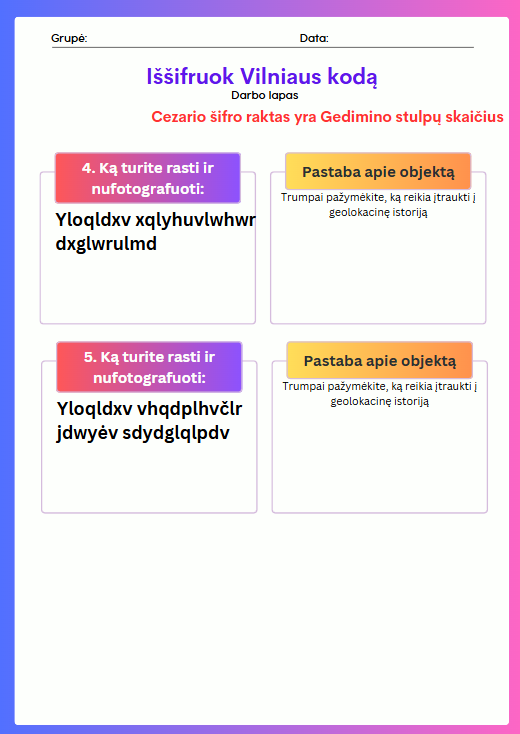 Grupė: Data:
Iššifruok Vilniaus kodą
Darbo lapas
Cezario šifro raktas yra Gedimino stulpų skaičius
4. Ką turite rasti ir
nufotografuoti:
Yloqldxv xqlyhuvlwhwr
dxglwrulmd
Pastaba apie objektą
Trumpai pažymėkite, ką reikia įtraukti į
geolokacinę istoriją
5. Ką turite rasti ir
nufotografuoti:
Yloqldxv vhqdplhvčlr
jdwyėv sdydglqlpdv
Pastaba apie objektą
Trumpai pažymėkite, ką reikia įtraukti į
geolokacinę istoriją